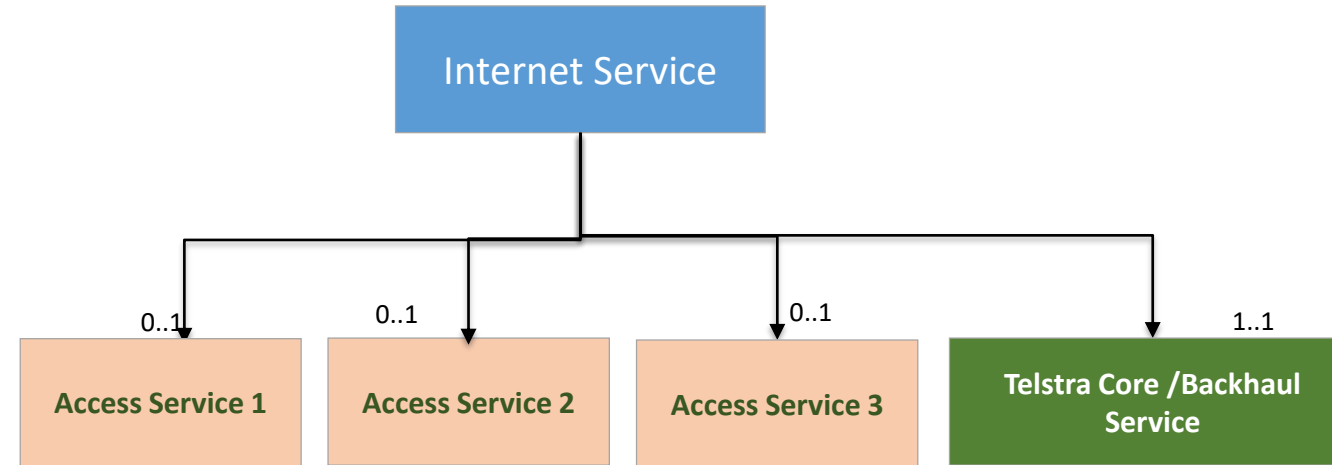 Internet Service
0..1
0..1
0..1
1..1
Access Service 1
Access Service 2
Access Service 3
Telstra Core /Backhaul
Service